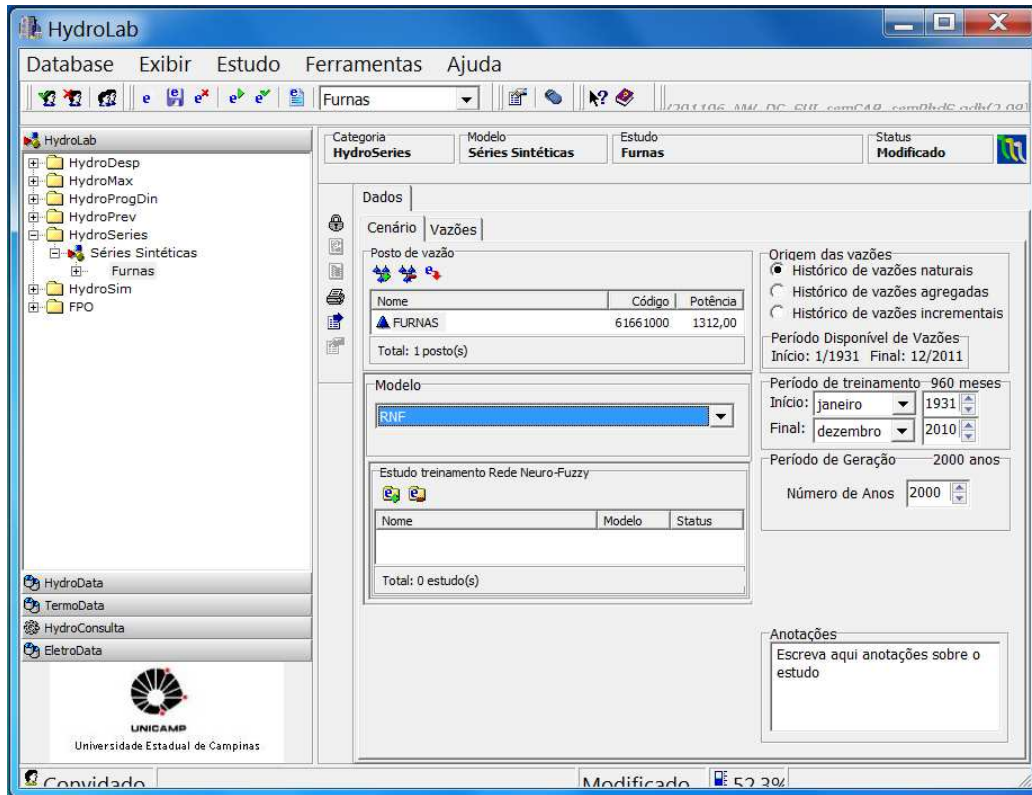 HydroLab
Database Exibir Estudo Ferramentas Ajuda
Furnas
HydroLab
HydroDesp
HydroMax
HydroProgDin
HydroPrev
HydroSeries
Séries Sintéticas
Furnas
HydroSim
FPO
HydroData
TermoData
HydroConsulta
EletroData
UNICAMP
Universidade Estadual de Campinas
Categoria Modelo Estudo Status
HydroSeries Séries Sintéticas Furnas Modificado
Dados
Cenário Vazões
Posto de vazão
Nome Código Potência
FURNAS 61661000 1312,00
Total: 1 posto(s)
Modelo
RNF
Estudo treinamento Rede Neuro-Fuzzy
Nome Modelo Status
Total: 0 estudo(s)
Origem das vazões
Histórico de vazões naturais
Histórico de vazões agregadas
Histórico de vazões incrementais
Período Disponível de Vazões
Início: 1/1931 Final: 12/2011
Período de treinamento 960 meses
Início: janeiro 1931
Final: dezembro 2010
Período de Geração 2000 anos
Número de Anos 2000
Anotações
Escreva aqui anotações sobre o
estudo
Convidado Modificado 52.3%